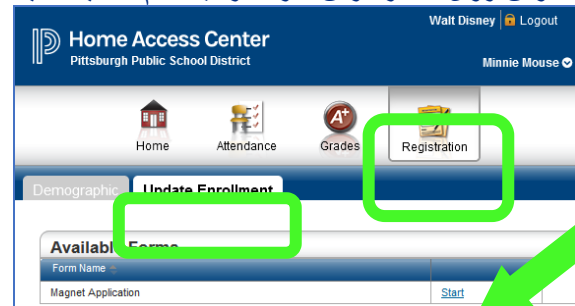 Walt Disney Logout
Home Access Center
Pittsburgh Public School District
Minnie Mouse
A+
Home Attendance Grades Registration
Demographic Update Enrollment
Available Forms
Form Name
Magnet Application Start